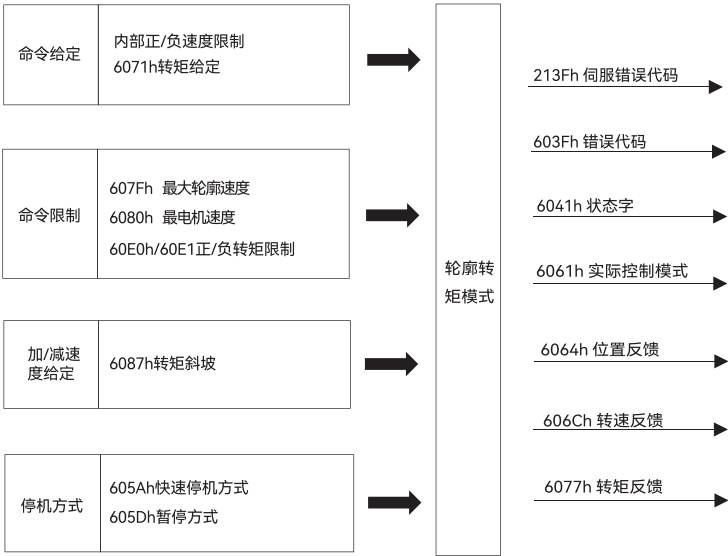 命令给定
内部正/负速度限制
6071h转矩给定
命令限制
607Fh 最大轮廓速度
6080h 最电机速度
60E0h/60E1正/负转矩限制
加/减速
度给定
6087h转矩斜坡
停机方式
605Ah快速停机方式
605Dh暂停方式
轮廓转
矩模式
213Fh 伺服错误代码
603Fh 错误代码
6041h 状态字
6061h 实际控制模式
6064h 位置反馈
606Ch 转速反馈
6077h 转矩反馈